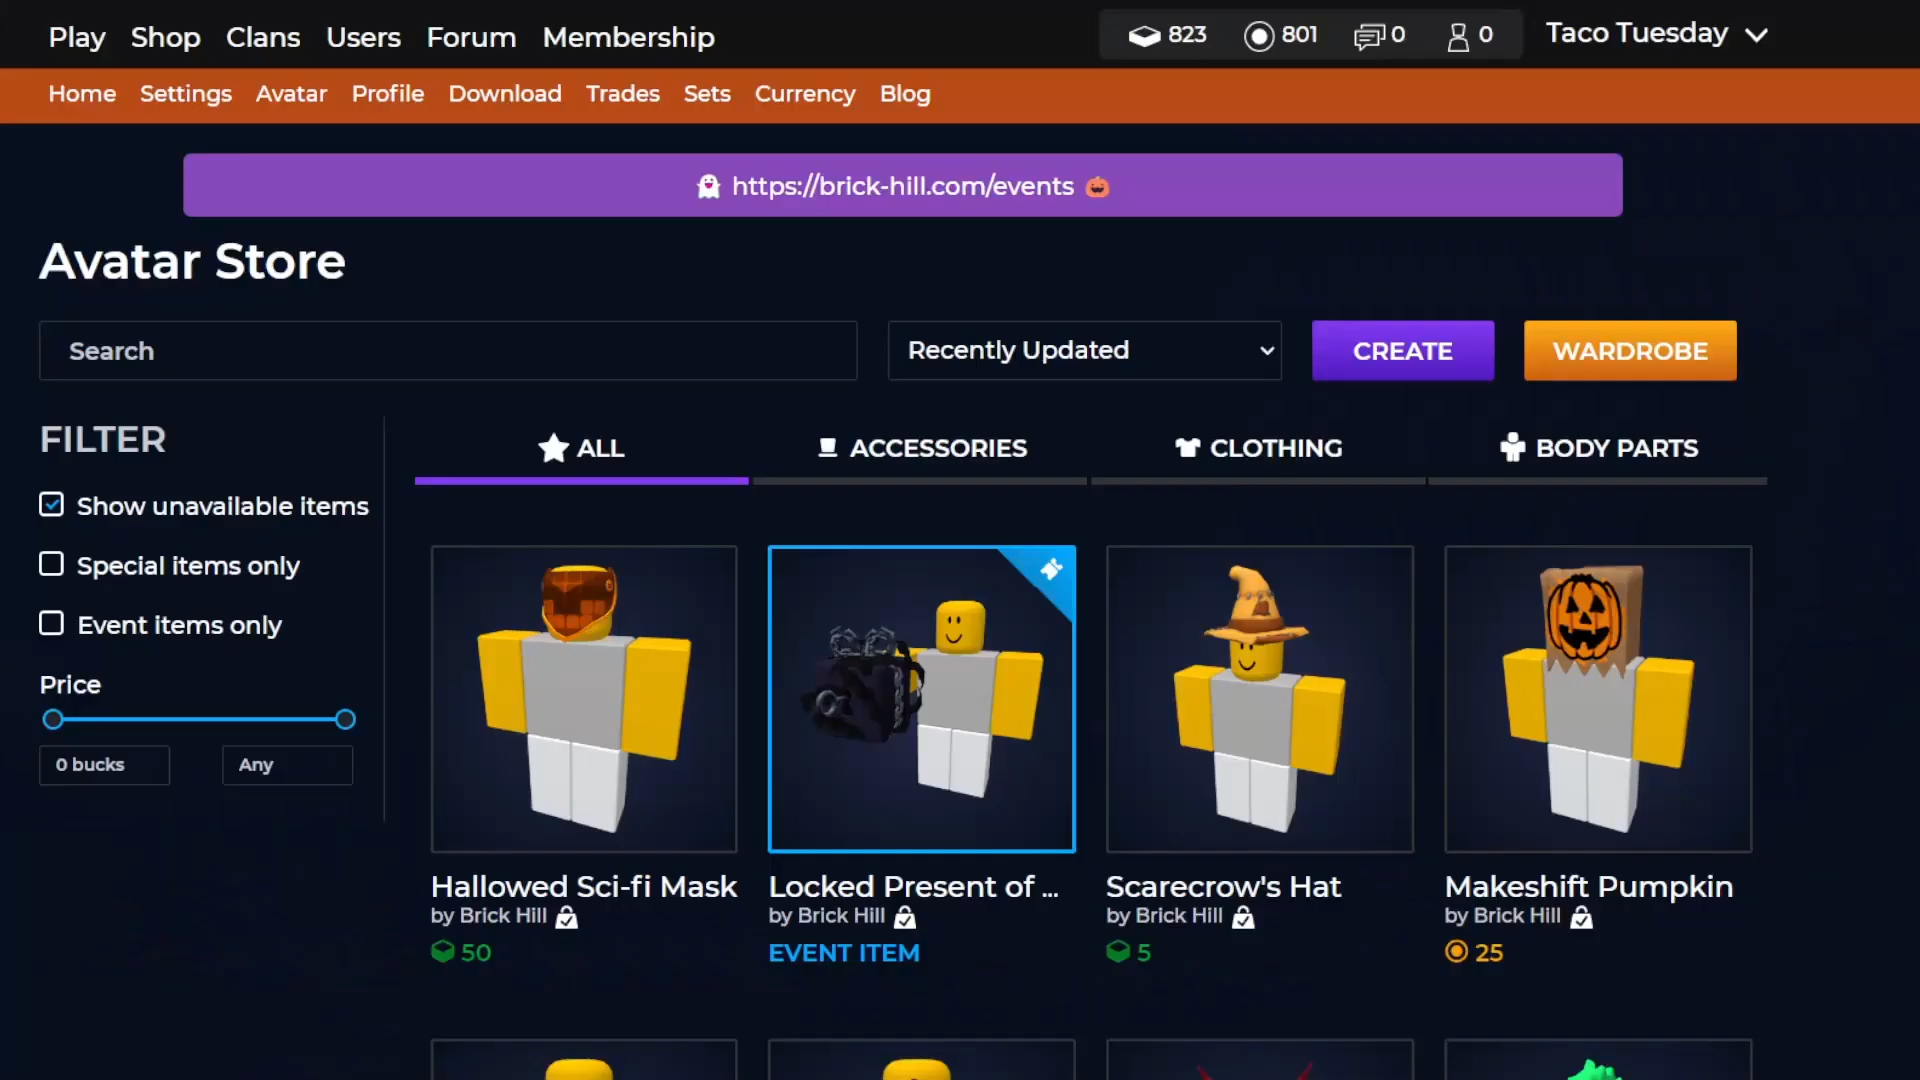 Play Shop Clans Users Forum Membership 823 801 0 0 Taco Tuesday
Home Settings Avatar Profile Download Trades Sets Currency Blog
https://brick-hill.com/events
Avatar Store
Search Recently Updated CREATE WARDROBE
FILTER
ALL ACCESSORIES CLOTHING BODY PARTS
Show unavailable items
Special items only
Event items only
Price
0 bucks Any
Hallowed Sci-fi Mask Locked Present of ... Scarecrow's Hat Makeshift Pumpkin
by Brick Hill by Brick Hill by Brick Hill by Brick Hill
50 EVENT ITEM 5 25